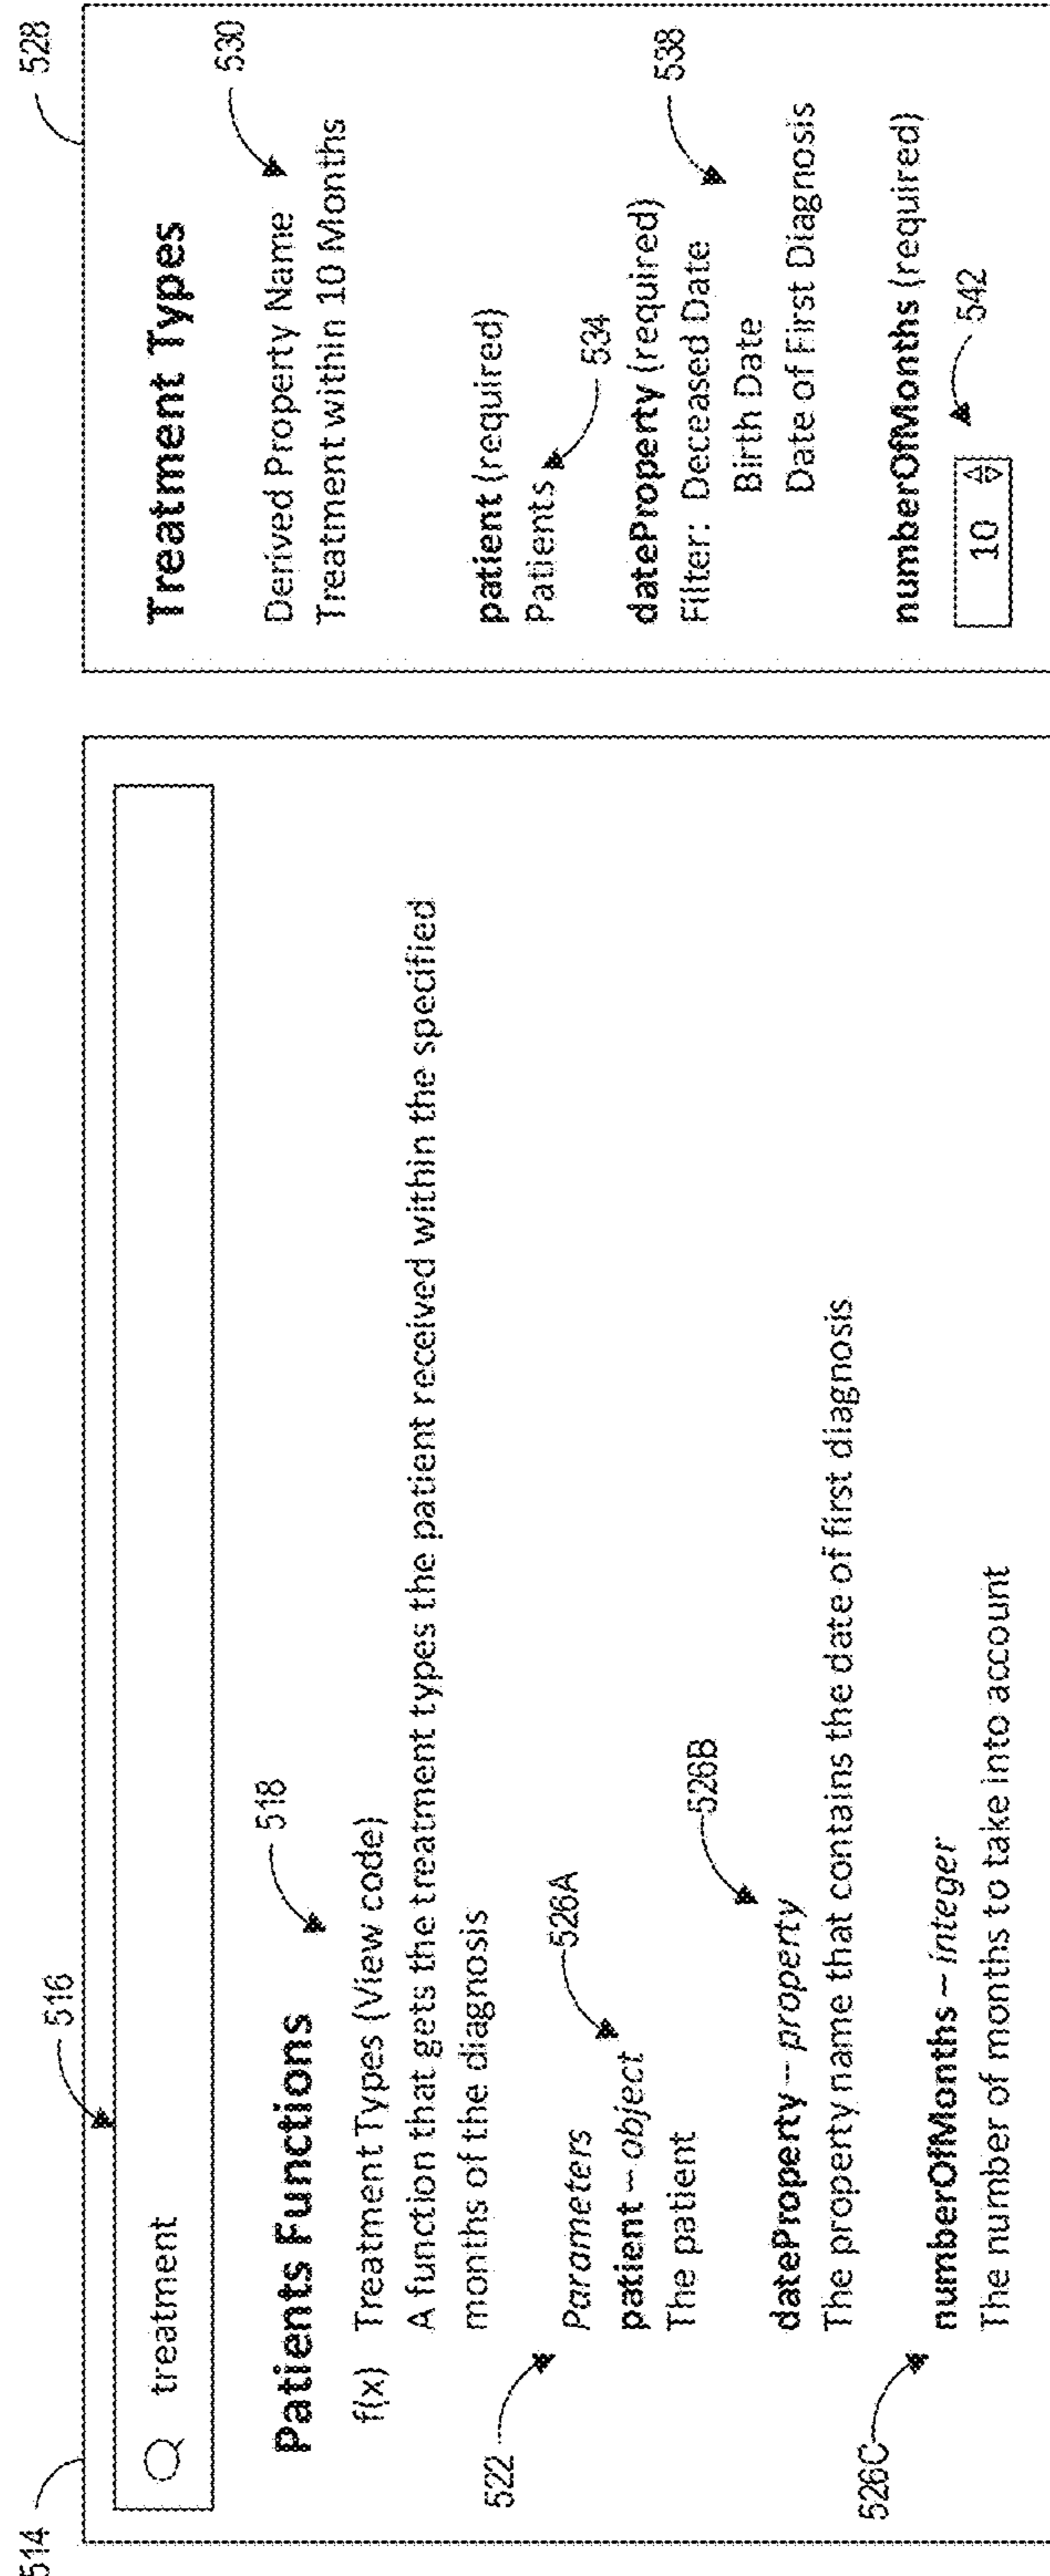 514
516
treatment
518
Patients Functions
f(x) Treatment Types (View code)
A function that gets the treatment types the patient received within the specified
months of the diagnosis
522
526A
Parameters
patient – object
The patient
526B
dateProperty – property
The property name that contains the date of first diagnosis
526C
numberOfMonths – integer
The number of months to take into account
528
Treatment Types
530
Derived Property Name
Treatment within 10 Months
patient (required)
Patients
534
dateProperty (required)
538
Filter: Deceased Date
Birth Date
Date of First Diagnosis
numberOfMonths (required)
542
10